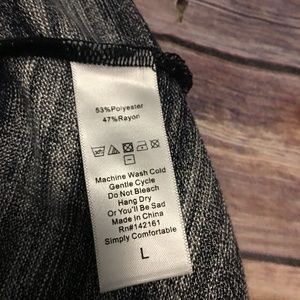 53%Polyester
47%Rayon
Machine Wash Cold
Gentle Cycle
Do Not Bleach
Hang Dry
Or You'll Be Sad
Made In China
Rn#142161
Simply Comfortable
L